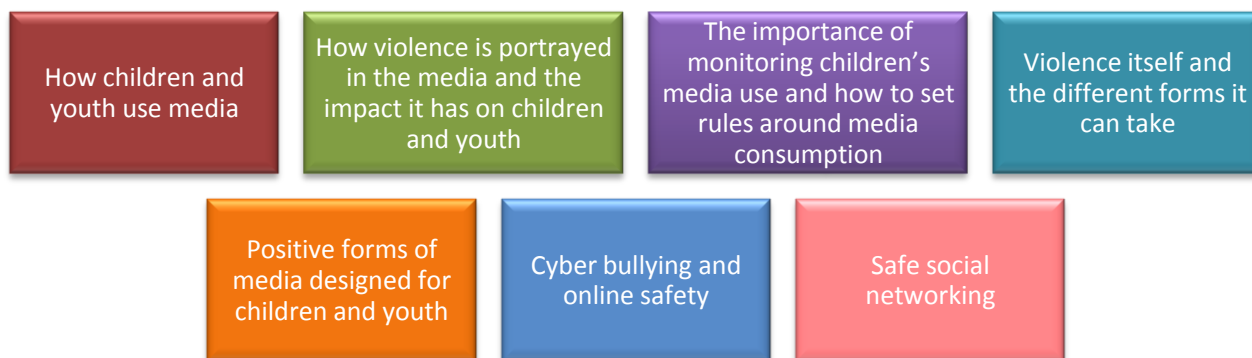 How children and
youth use media
How violence is portrayed
in the media and the
impact it has on children
and youth
The importance of
monitoring children’s
media use and how to set
rules around media
consumption
Violence itself and
the different forms it
can take
Positive forms of
media designed for
children and youth
Cyber bullying and
online safety
Safe social
networking